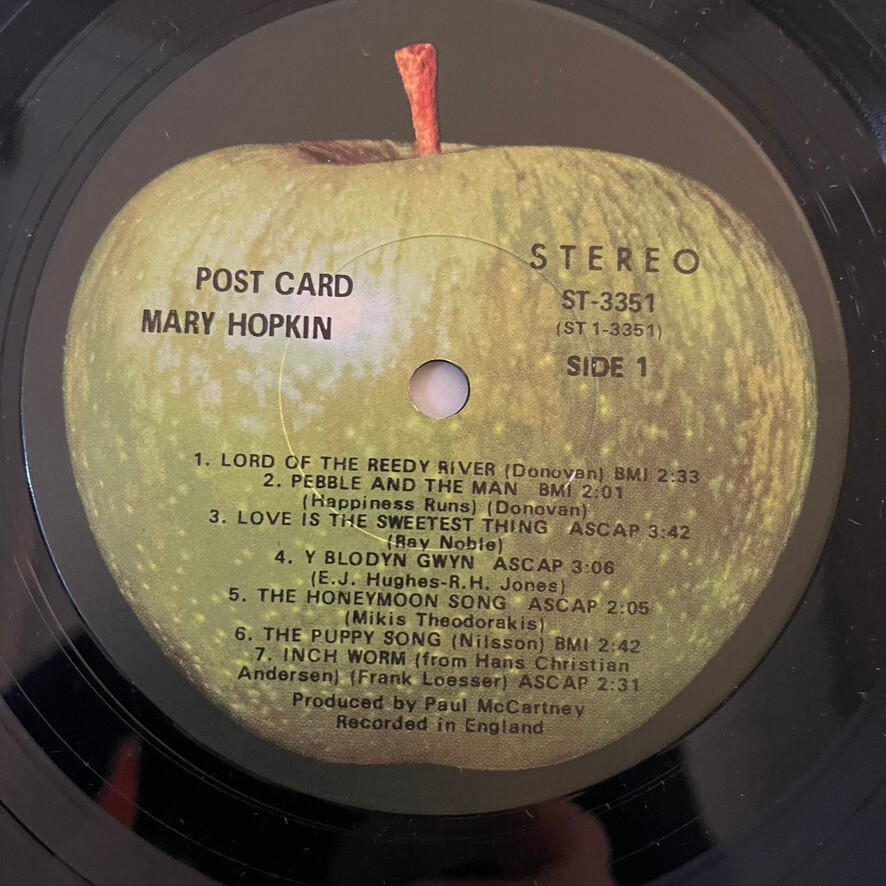 STEREO
POST CARD
MARY HOPKIN
ST-3351
(ST 1-3351)
SIDE 1
1. LORD OF THE REEDY RIVER (Donovan) BMI 2:33
2. PEBBLE AND THE MAN BMI 2:01
(Happiness Runs) (Donovan)
3. LOVE IS THE SWEETEST THING ASCAP 3:42
(Ray Noble)
4. Y BLODYN GWYN ASCAP 3:06
(E.J. Hughes-R.H. Jones)
5. THE HONEYMOON SONG ASCAP 2:05
(Mikis Theodorakis)
6. THE PUPPY SONG (Nilsson) BMI 2:42
7. INCH WORM (from Hans Christian
Andersen) (Frank Loesser) ASCAP 2:31
Produced by Paul McCartney
Recorded in England